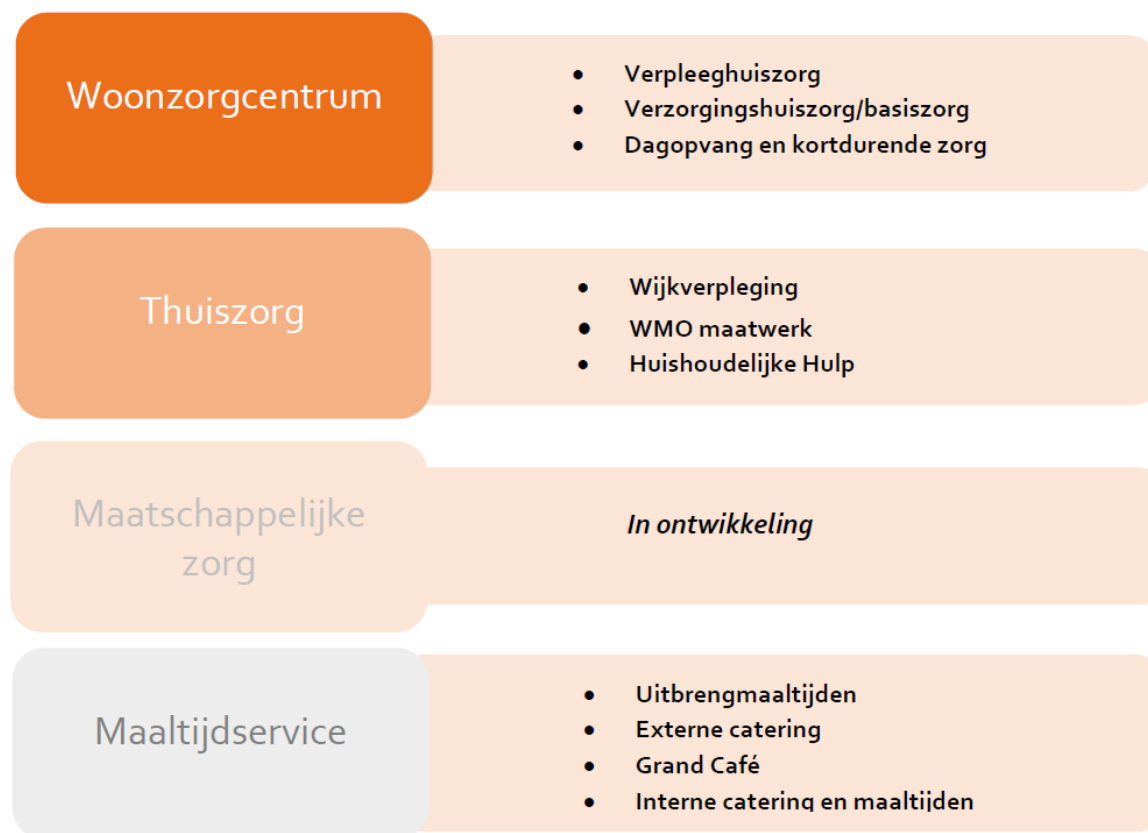 Woonzorgcentrum
• Verpleeghuiszorg
• Verzorgingshuiszorg/basiszorg
• Dagopvang en kortdurende zorg
Thuiszorg
• Wijkverpleging
• WMO maatwerk
• Huishoudelijke Hulp
Maatschappelijke
zorg
In ontwikkeling
Maaltijdservice
• Uitbrengmaaltijden
• Externe catering
• Grand Café
• Interne catering en maaltijden